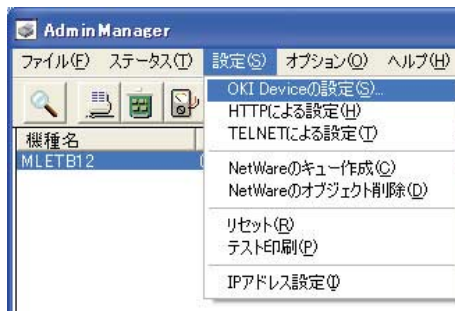 AdminManager
ファイル(F) ステータス(T) 設定(S) オプション(O) ヘルプ(H)
OKI Deviceの設定(S)...
HTTPによる設定(H)
TELNETによる設定(T)
機種名
MLETB12
NetWareのキュー作成(C)
NetWareのオブジェクト削除(D)
リセット(R)
テスト印刷(P)
IPアドレス設定(I)